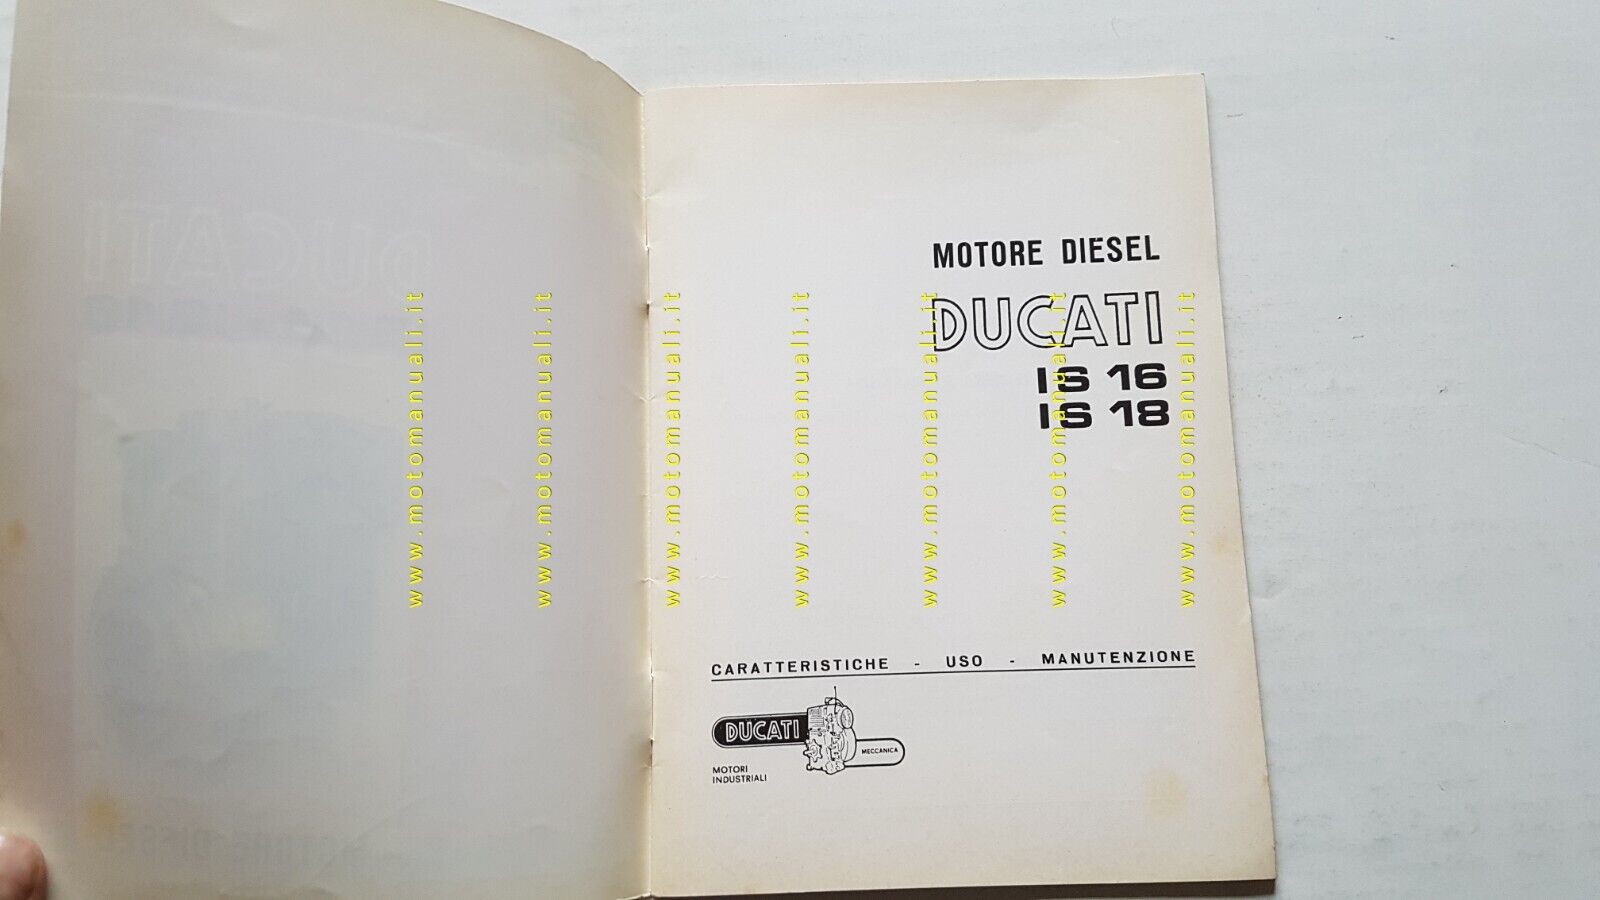 MOTORE DIESEL
DUCATI
IS 16
IS 18
CARATTERISTICHE - USO - MANUTENZIONE
DUCATI
MECCANICA
MOTORI
INDUSTRIALI
www.motomanuali.it
www.motomanuali.it
www.motomanuali.it
www.motomanuali.it
www.motomanuali.it
www.motomanuali.it
www.motomanuali.it
DUCATI